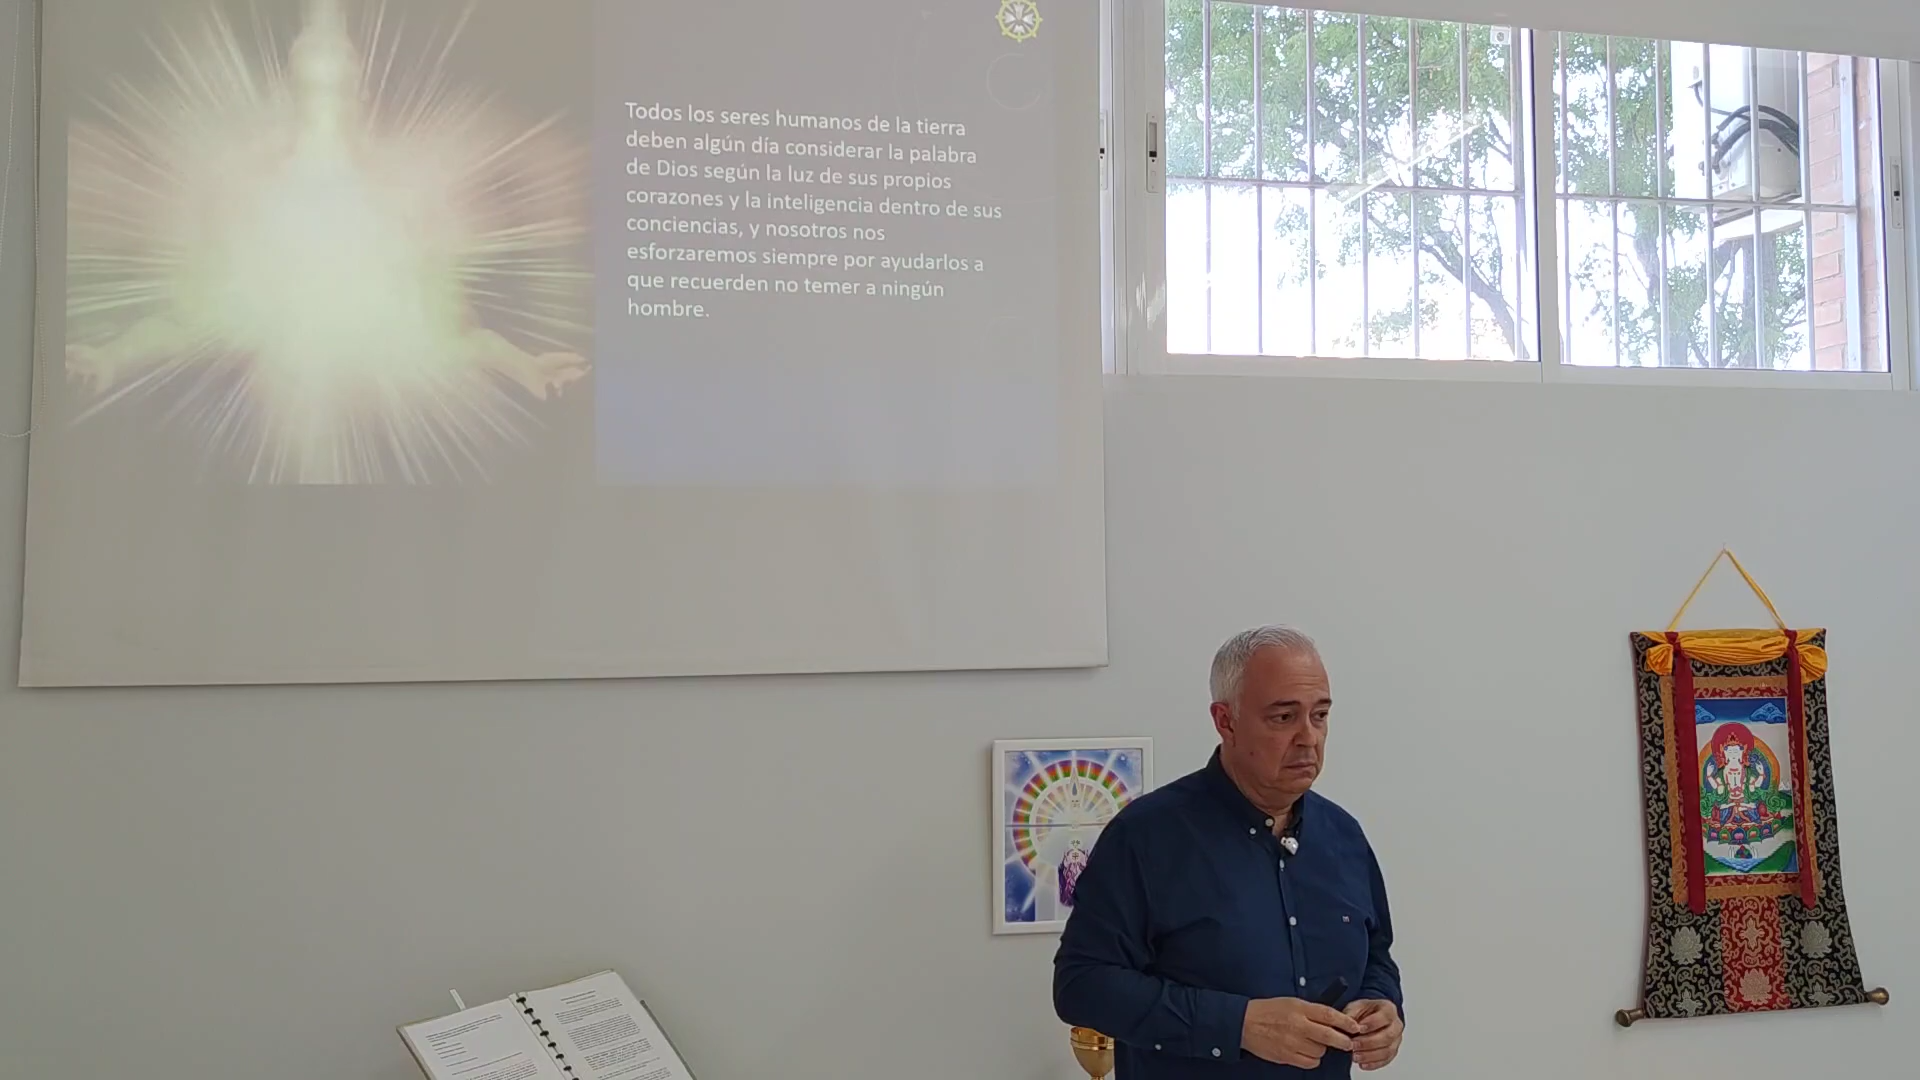 Todos los seres humanos de la tierra
deben algún día considerar la palabra
de Dios según la luz de sus propios
corazones y la inteligencia dentro de sus
conciencias, y nosotros nos
esforzaremos siempre por ayudarlos a
que recuerden no temer a ningún
hombre.